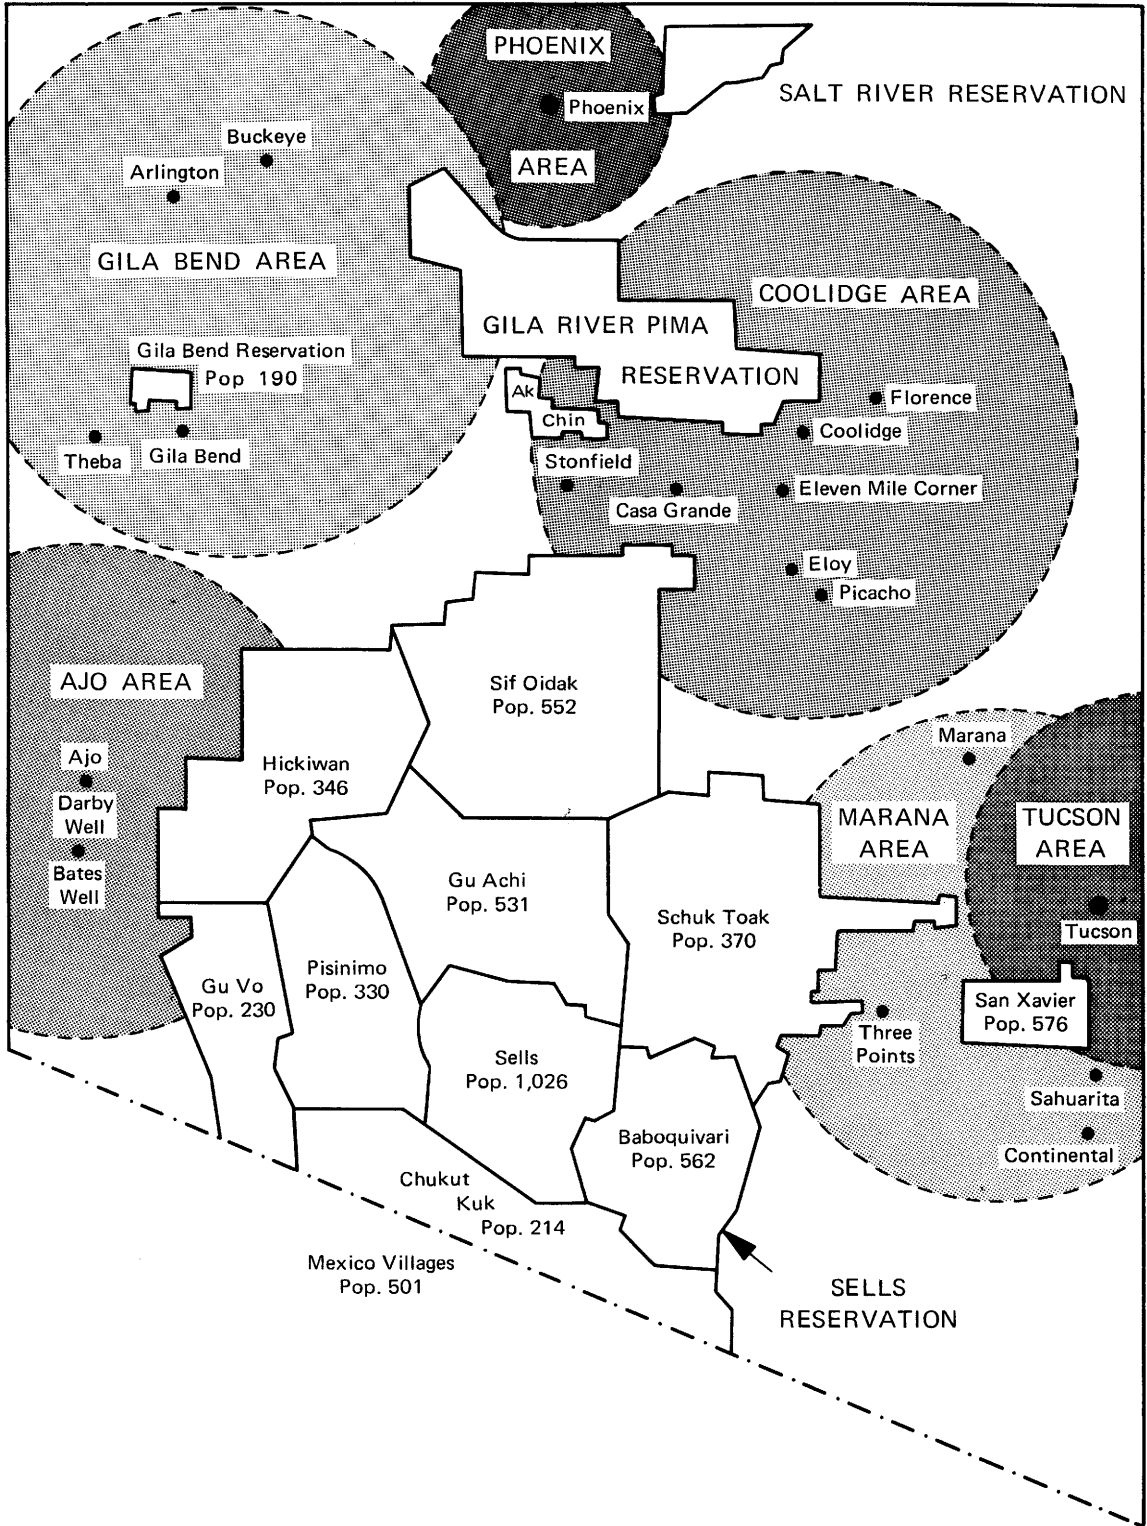 PHOENIX
Phoenix
AREA
SALT RIVER RESERVATION
Buckeye
Arlington
GILA BEND AREA
COOLIDGE AREA
GILA RIVER PIMA
RESERVATION
Gila Bend Reservation
Pop 190
Ak
Chin
Florence
Coolidge
Theba
Gila Bend
Stonfield
Casa Grande
Eleven Mile Corner
Eloy
Picacho
AJO AREA
Sif Oidak
Pop. 552
Marana
Ajo
Darby
Well
Bates
Well
Hickiwan
Pop. 346
MARANA
AREA
TUCSON
AREA
Gu Achi
Pop. 531
Schuk Toak
Pop. 370
Tucson
Pisinimo
Pop. 330
Gu Vo
Pop. 230
San Xavier
Pop. 576
Three
Points
Sells
Pop. 1,026
Sahuarita
Baboquivari
Pop. 562
Continental
Chukut
Kuk
Pop. 214
Mexico Villages
Pop. 501
SELLS
RESERVATION